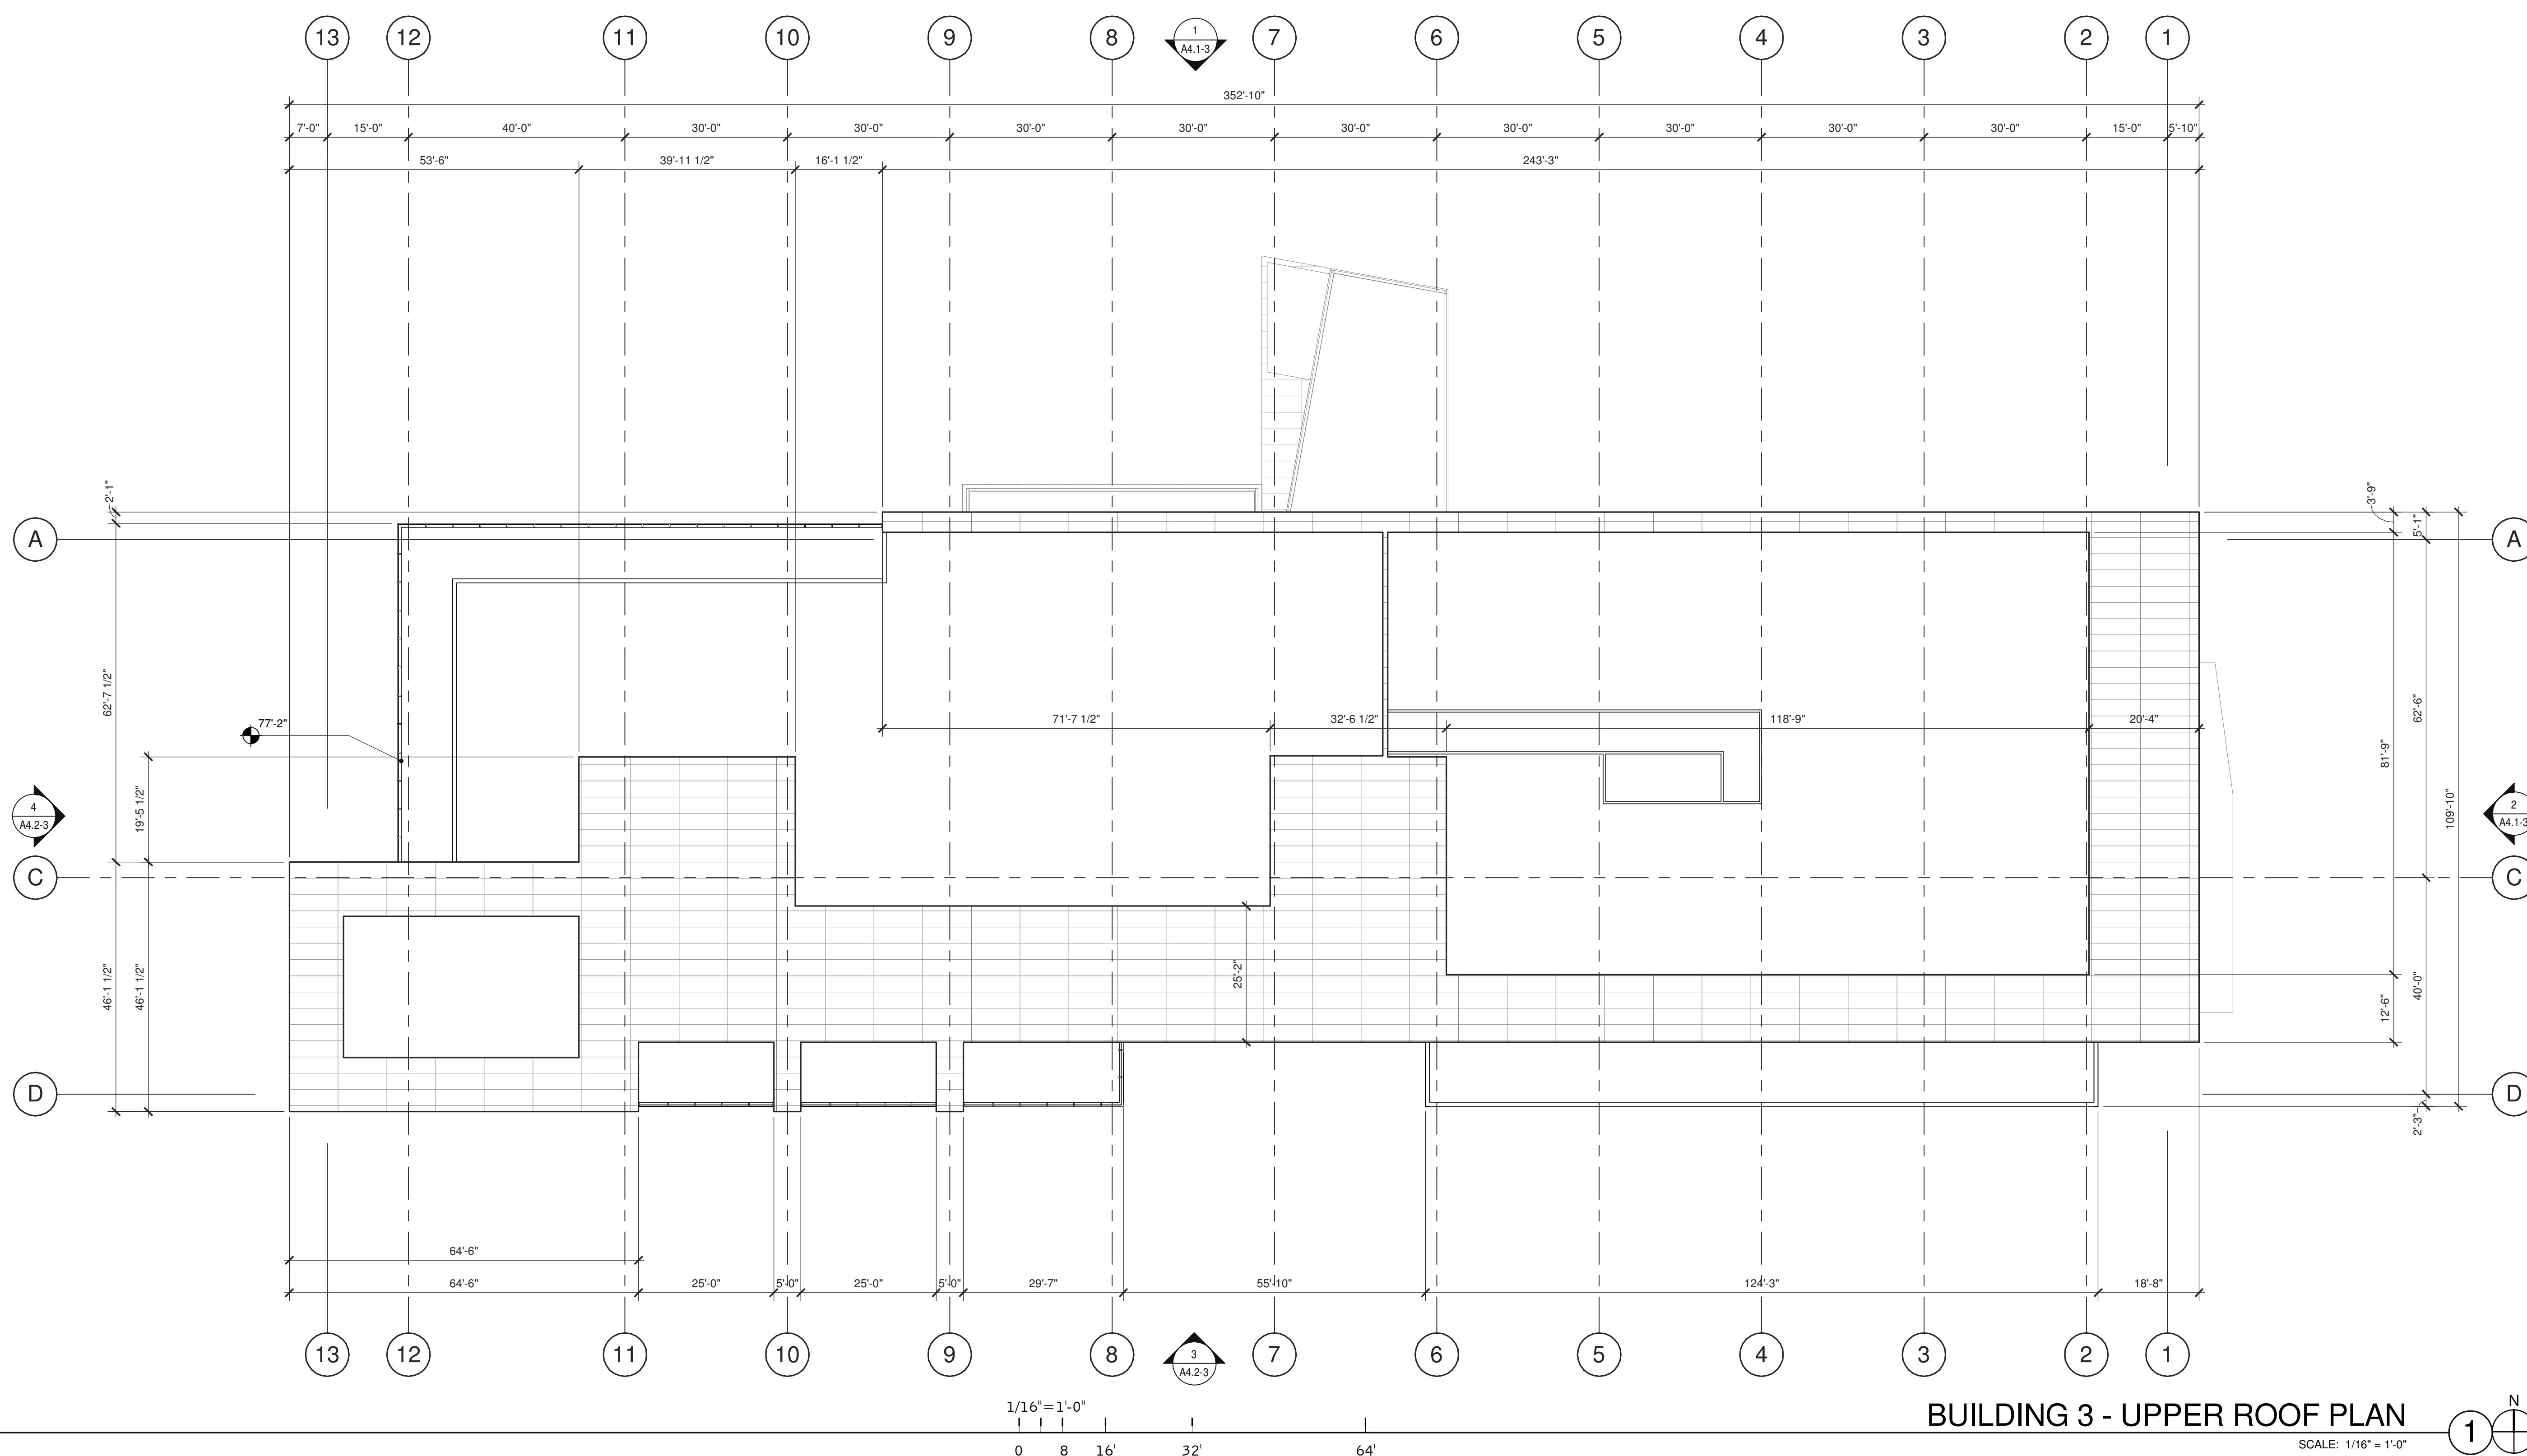 13 12 11 10 9 8 7 6 5 4 3 2 1
1
A4.1-3
352'-10"
7'-0" 15'-0" 40'-0" 30'-0" 30'-0" 30'-0" 30'-0" 30'-0" 30'-0" 30'-0" 30'-0" 30'-0" 15'-0" 5'-10"
53'-6" 39'-11 1/2" 16'-1 1/2" 243'-3"
2'-1" 3'-9"
5'-1"
A A
62'-7 1/2" 62'-6"
77'-2" 71'-7 1/2" 32'-6 1/2" 118'-9" 20'-4"
81'-9"
19'-5 1/2" 109'-10"
4
A4.2-3
2
A4.1-3
C C
46'-1 1/2" 46'-1 1/2" 25'-2" 12'-6" 40'-0"
D D
2'-3"
64'-6"
64'-6" 25'-0" 5'-0" 25'-0" 5'-0" 29'-7" 55'-10" 124'-3" 18'-8"
13 12 11 10 9 8 7 6 5 4 3 2 1
3
A4.2-3
1/16"=1'-0"
0 8 16' 32' 64'
BUILDING 3 - UPPER ROOF PLAN
SCALE: 1/16" = 1'-0"
1
N